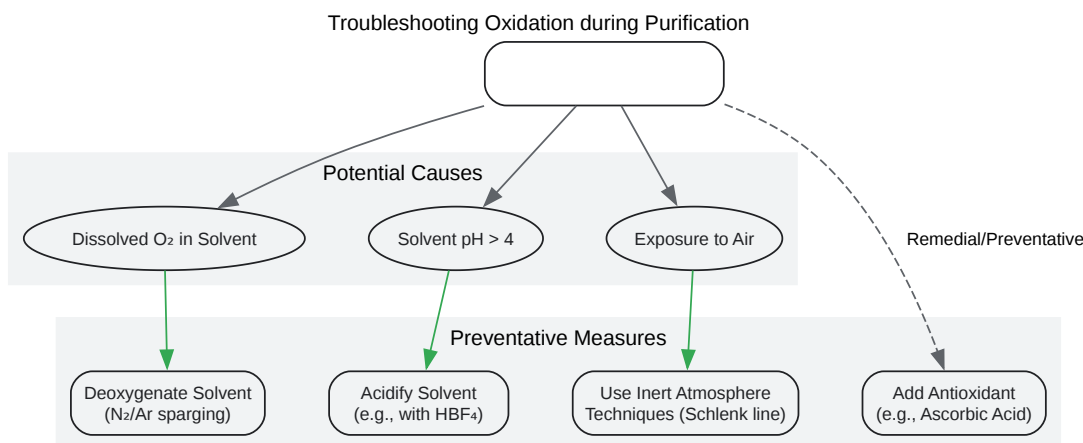 Troubleshooting Oxidation during Purification
Potential Causes
Dissolved O₂ in Solvent
Solvent pH > 4
Exposure to Air
Remedial/Preventative
Preventative Measures
Deoxygenate Solvent
(N₂/Ar sparging)
Acidify Solvent
(e.g., with HBF₄)
Use Inert Atmosphere
Techniques (Schlenk line)
Add Antioxidant
(e.g., Ascorbic Acid)